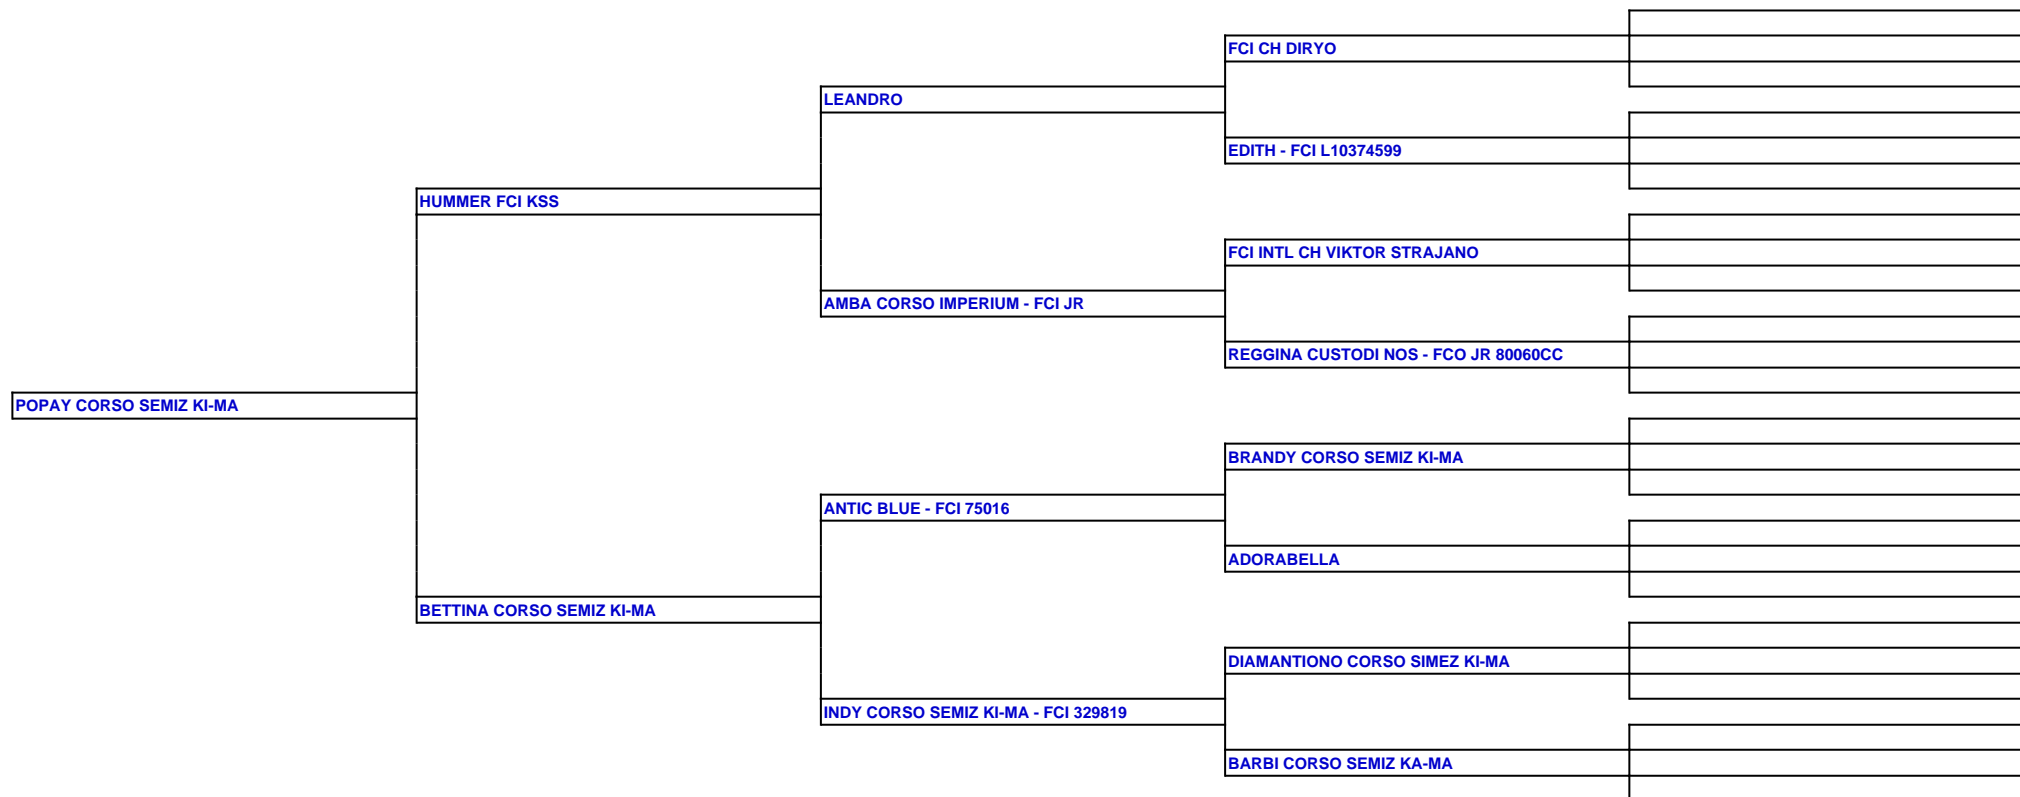 FCI CH DIRYO
LEANDRO
EDITH - FCI L10374599
HUMMER FCI KSS
FCI INTL CH VIKTOR STRAJANO
AMBA CORSO IMPERIUM - FCI JR
REGGINA CUSTODI NOS - FCO JR 80060CC
POPAY CORSO SEMIZ KI-MA
BRANDY CORSO SEMIZ KI-MA
ANTIC BLUE - FCI 75016
ADORABELLA
BETTINA CORSO SEMIZ KI-MA
DIAMANTIONO CORSO SIMEZ KI-MA
INDY CORSO SEMIZ KI-MA - FCI 329819
BARBI CORSO SEMIZ KA-MA